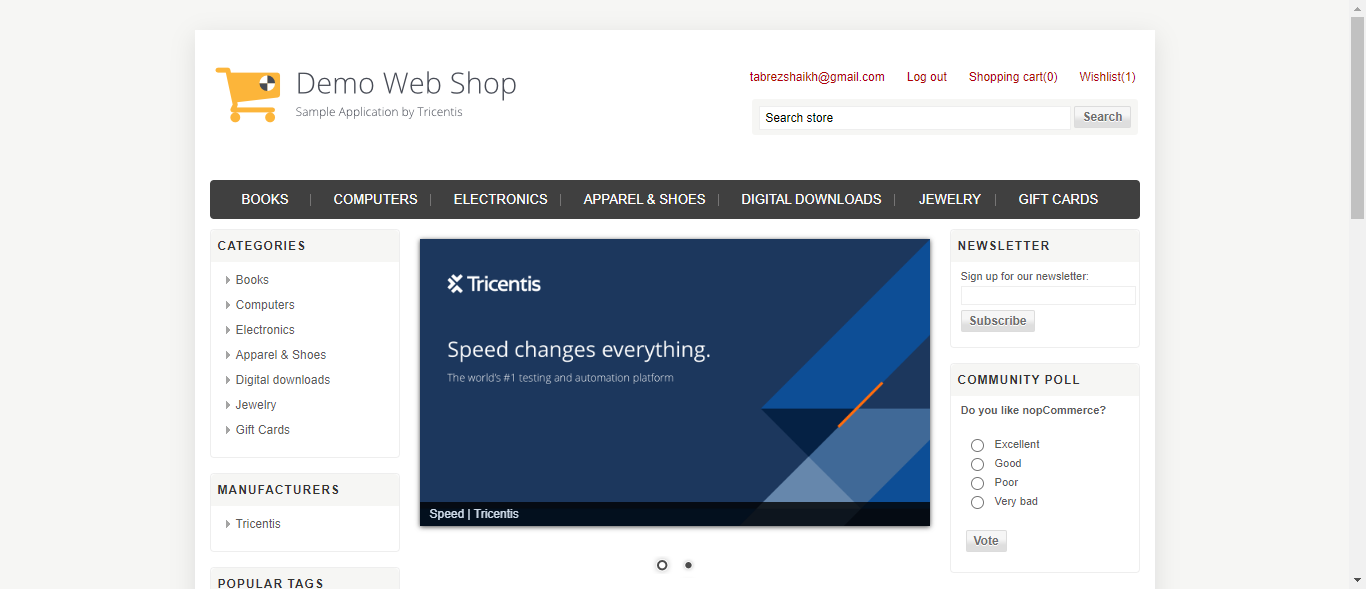 tabrezshaikh@gmail.com Log out Shopping cart(0) Wishlist(1)
Demo Web Shop
Sample Application by Tricentis
Search store Search
BOOKS COMPUTERS ELECTRONICS APPAREL & SHOES DIGITAL DOWNLOADS JEWELRY GIFT CARDS
CATEGORIES
Books
Computers
Electronics
Apparel & Shoes
Digital downloads
Jewelry
Gift Cards
MANUFACTURERS
Tricentis
POPULAR TAGS
Tricentis
Speed changes everything.
The world's #1 testing and automation platform
Speed | Tricentis
NEWSLETTER
Sign up for our newsletter:
Subscribe
COMMUNITY POLL
Do you like nopCommerce?
Excellent
Good
Poor
Very bad
Vote